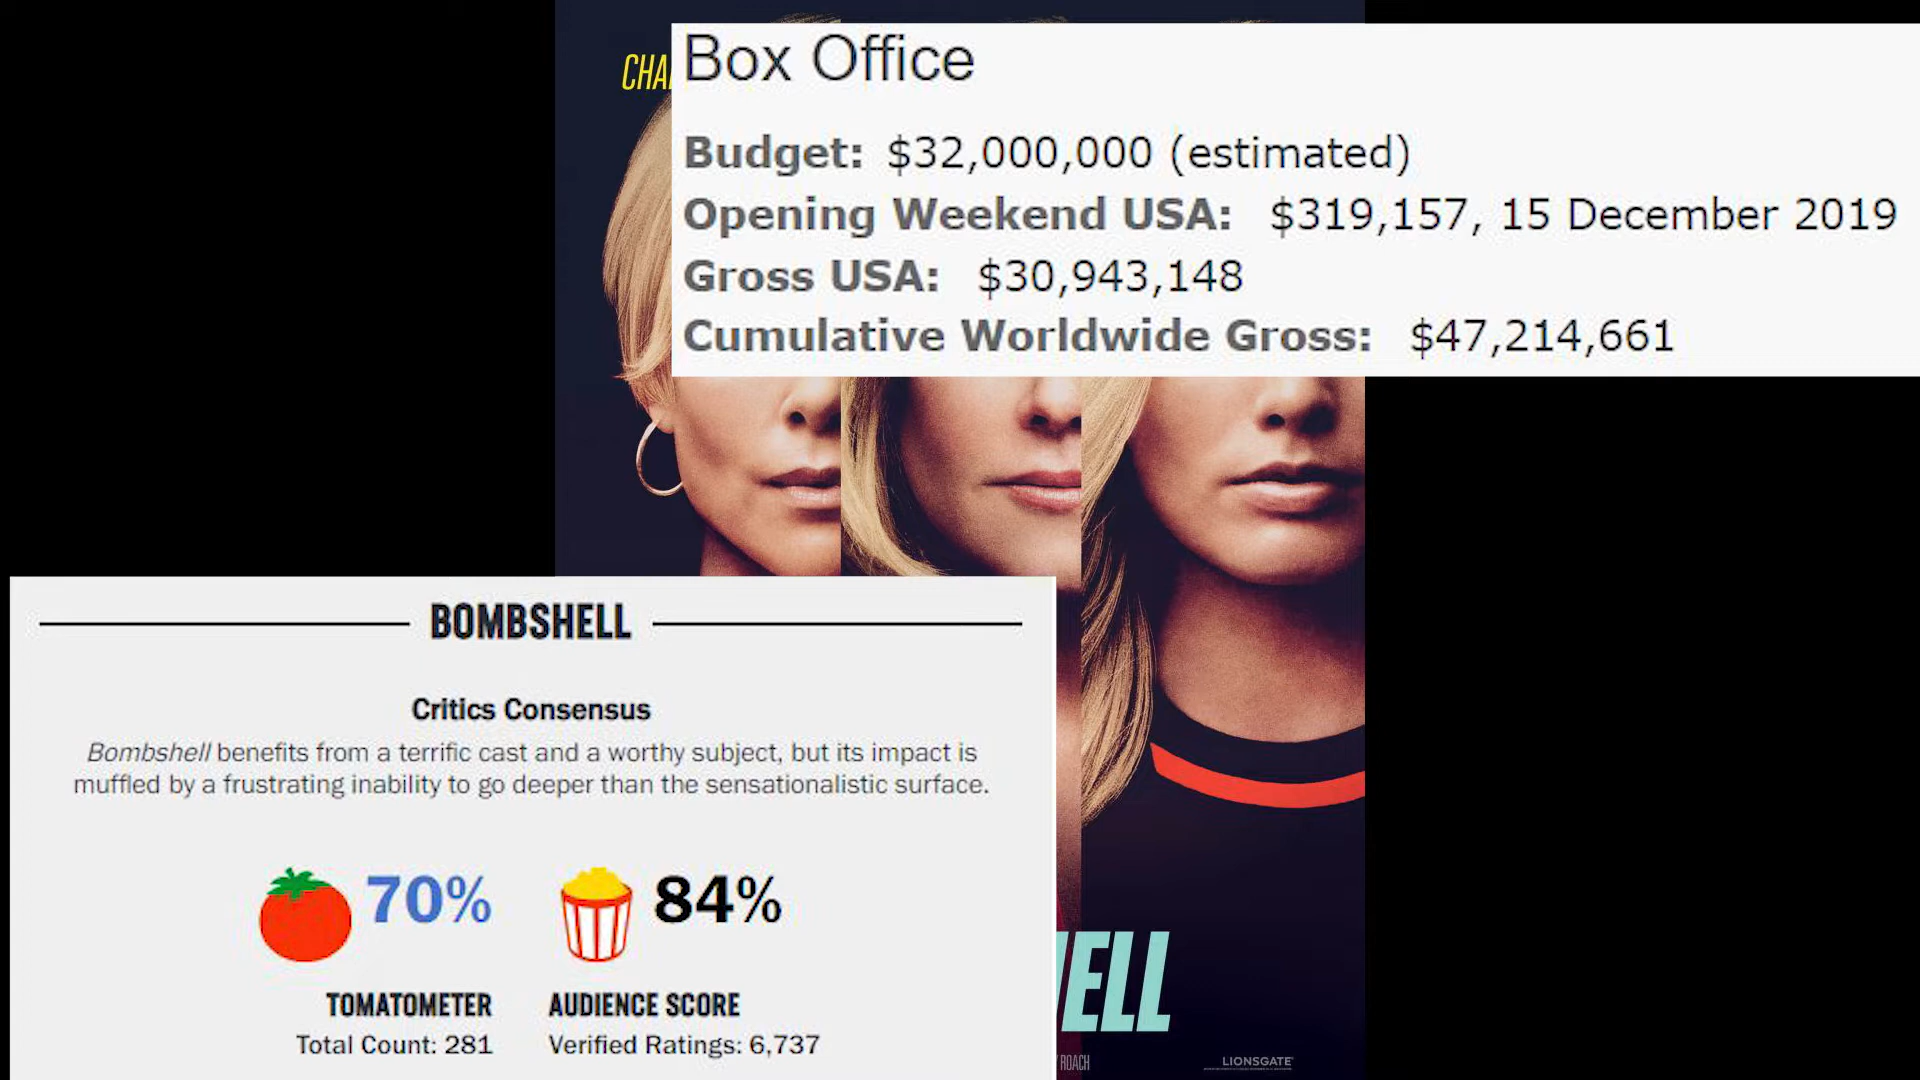 CHA
Box Office
Budget: $32,000,000 (estimated)
Opening Weekend USA: $319,157, 15 December 2019
Gross USA: $30,943,148
Cumulative Worldwide Gross: $47,214,661
BOMBSHELL
Critics Consensus
Bombshell benefits from a terrific cast and a worthy subject, but its impact is
muffled by a frustrating inability to go deeper than the sensationalistic surface.
70% 84%
TOMATOMETER AUDIENCE SCORE
Total Count: 281 Verified Ratings: 6,737
ELL
ROACH
LIONSGATE